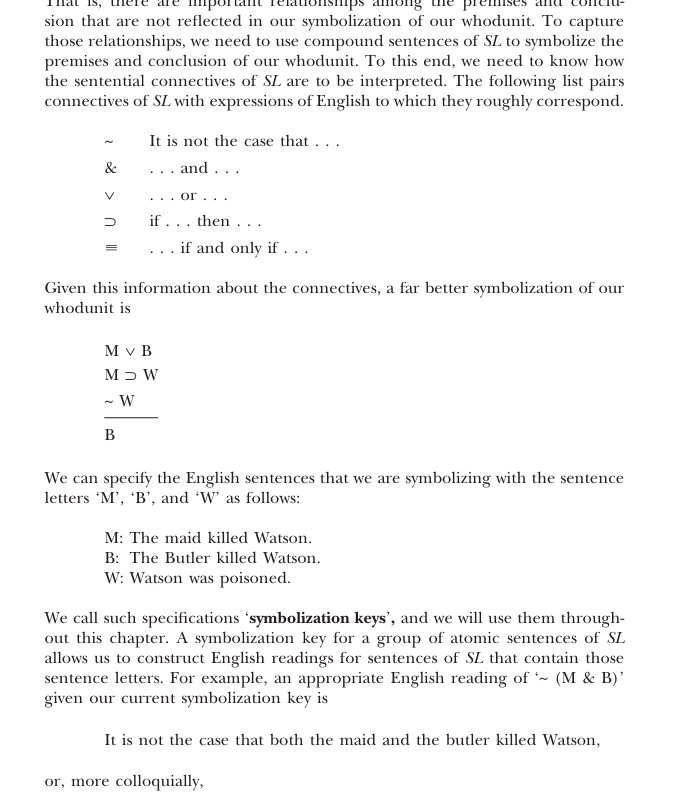 That is, there are important relationships among the premises and conclu-
sion that are not reflected in our symbolization of our whodunit. To capture
those relationships, we need to use compound sentences of SL to symbolize the
premises and conclusion of our whodunit. To this end, we need to know how
the sentential connectives of SL are to be interpreted. The following list pairs
connectives of SL with expressions of English to which they roughly correspond.
~ It is not the case that . . .
& . . . and . . .
∨ . . . or . . .
⊃ if . . . then . . .
≡ . . . if and only if . . .
Given this information about the connectives, a far better symbolization of our
whodunit is
M ∨ B
M ⊃ W
~ W
B
We can specify the English sentences that we are symbolizing with the sentence
letters ‘M’, ‘B’, and ‘W’ as follows:
M: The maid killed Watson.
B: The Butler killed Watson.
W: Watson was poisoned.
We call such specifications ‘symbolization keys’, and we will use them through-
out this chapter. A symbolization key for a group of atomic sentences of SL
allows us to construct English readings for sentences of SL that contain those
sentence letters. For example, an appropriate English reading of ‘~ (M & B)’
given our current symbolization key is
It is not the case that both the maid and the butler killed Watson,
or, more colloquially,